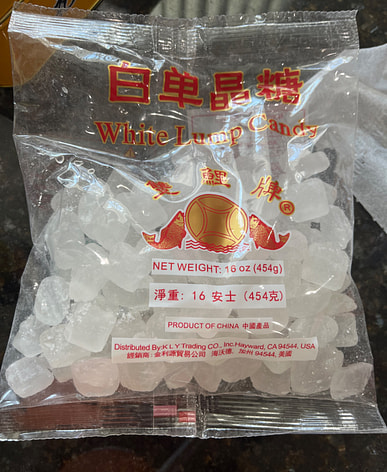 白单晶糖
White Lump Candy
雙鯉牌®
NET WEIGHT: 16 oz (454g)
淨重: 16 安士 (454克)
PRODUCT OF CHINA 中國產品
Distributed By:K L Y Trading CO., Inc.Hayward, CA 94544, USA
經銷商: 金利源貿易公司 海沃德, 加州 94544, 美國